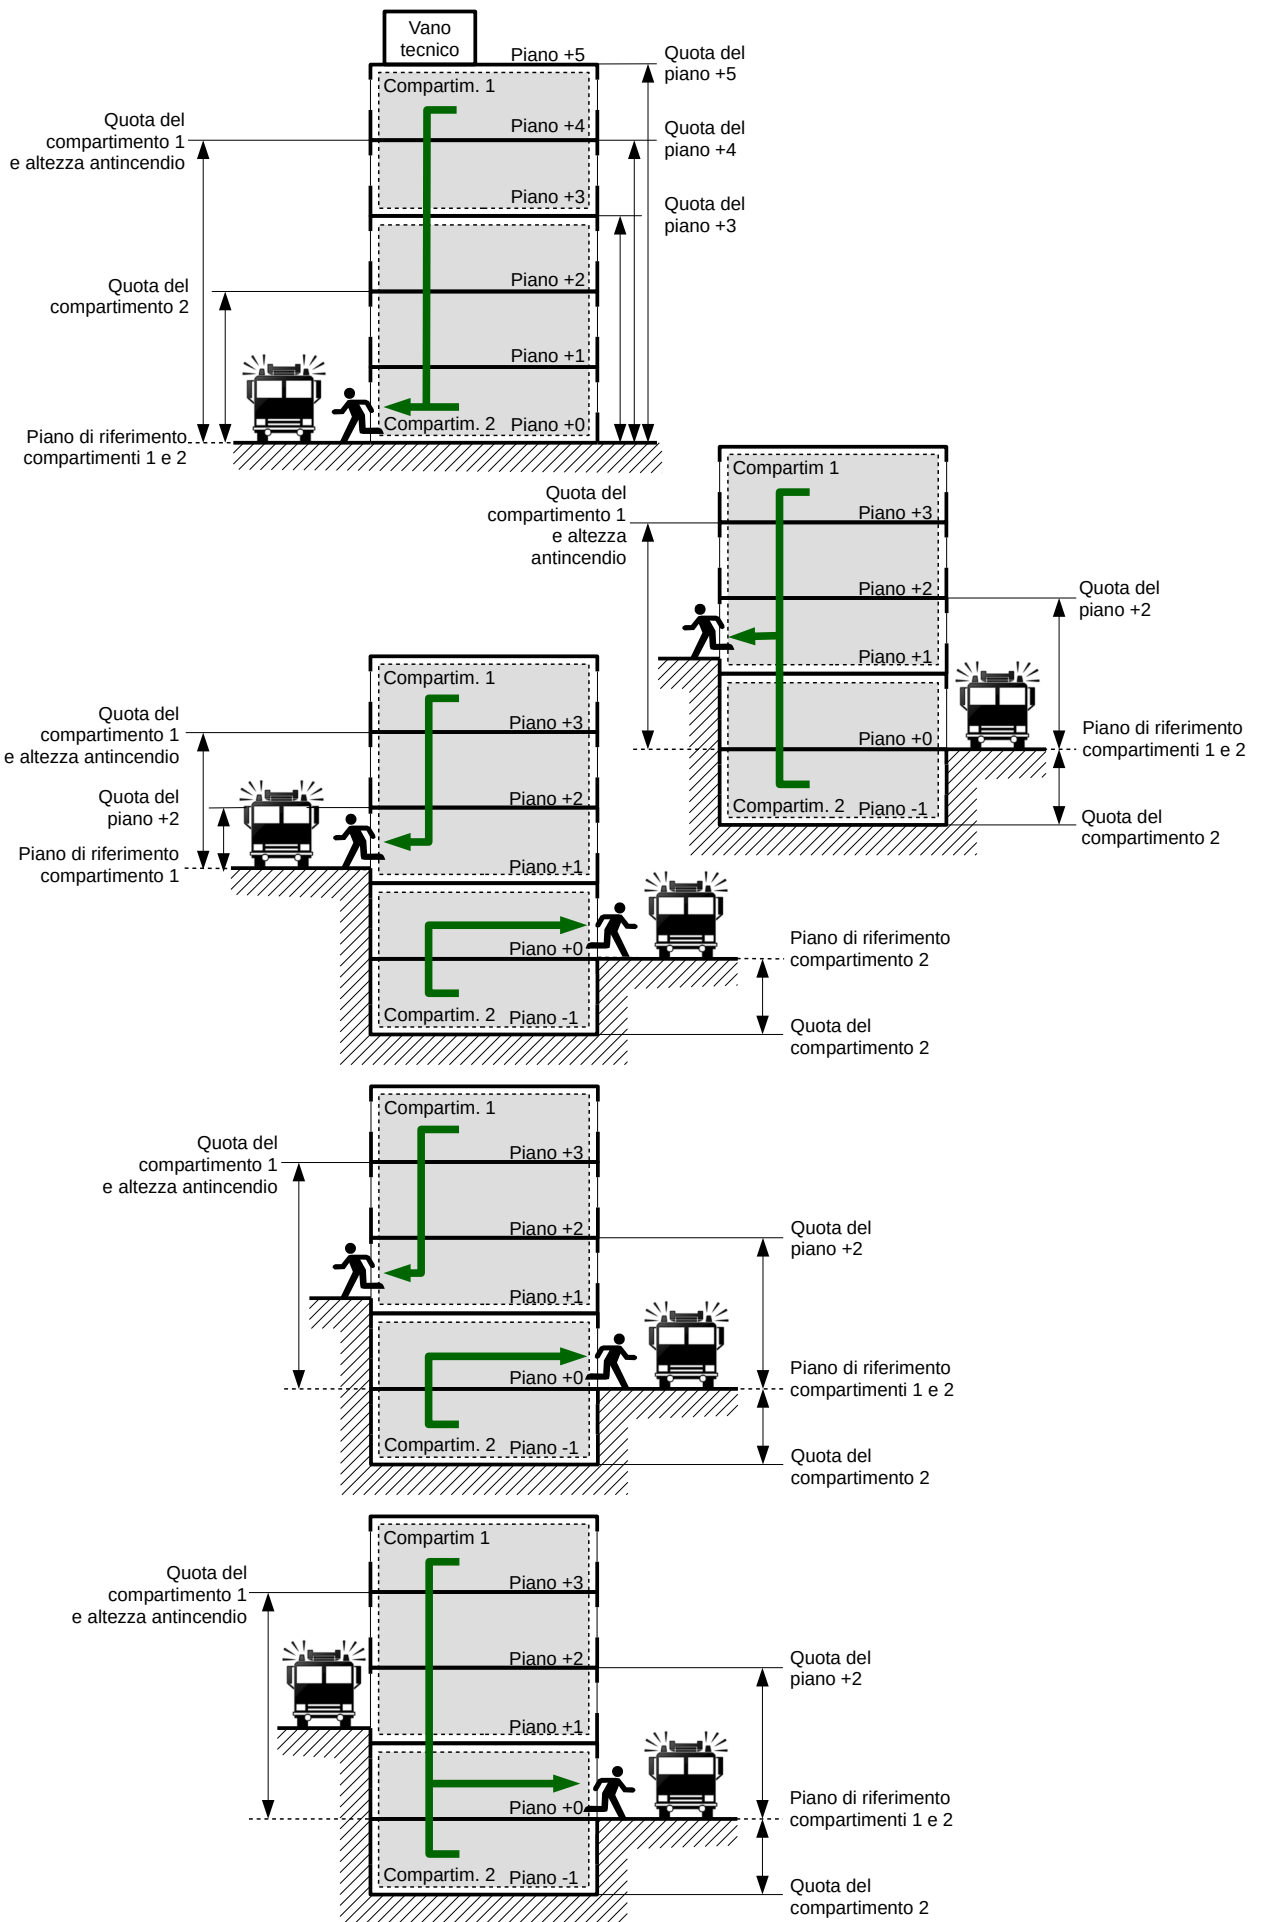 Vano
tecnico
Piano +5
Quota del
piano +5
Compartim. 1
Quota del
compartimento 1
e altezza antincendio
Piano +4
Quota del
piano +4
Piano +3
Quota del
piano +3
Quota del
compartimento 2
Piano +2
Piano +1
Piano di riferimento
compartimenti 1 e 2
Compartim. 2
Piano +0
Compartim 1
Quota del
compartimento 1
e altezza
antincendio
Piano +3
Piano +2
Quota del
piano +2
Piano +1
Piano +0
Piano di riferimento
compartimenti 1 e 2
Compartim. 2
Piano -1
Quota del
compartimento 2
Compartim. 1
Quota del
compartimento 1
e altezza antincendio
Piano +3
Quota del
piano +2
Piano +2
Piano di riferimento
compartimento 1
Piano +1
Piano +0
Piano di riferimento
compartimento 2
Compartim. 2
Piano -1
Quota del
compartimento 2
Compartim. 1
Quota del
compartimento 1
e altezza antincendio
Piano +3
Piano +2
Quota del
piano +2
Piano +1
Piano +0
Piano di riferimento
compartimenti 1 e 2
Compartim. 2
Piano -1
Quota del
compartimento 2
Compartim 1
Quota del
compartimento 1
e altezza antincendio
Piano +3
Piano +2
Quota del
piano +2
Piano +1
Piano +0
Piano di riferimento
compartimenti 1 e 2
Compartim. 2
Piano -1
Quota del
compartimento 2